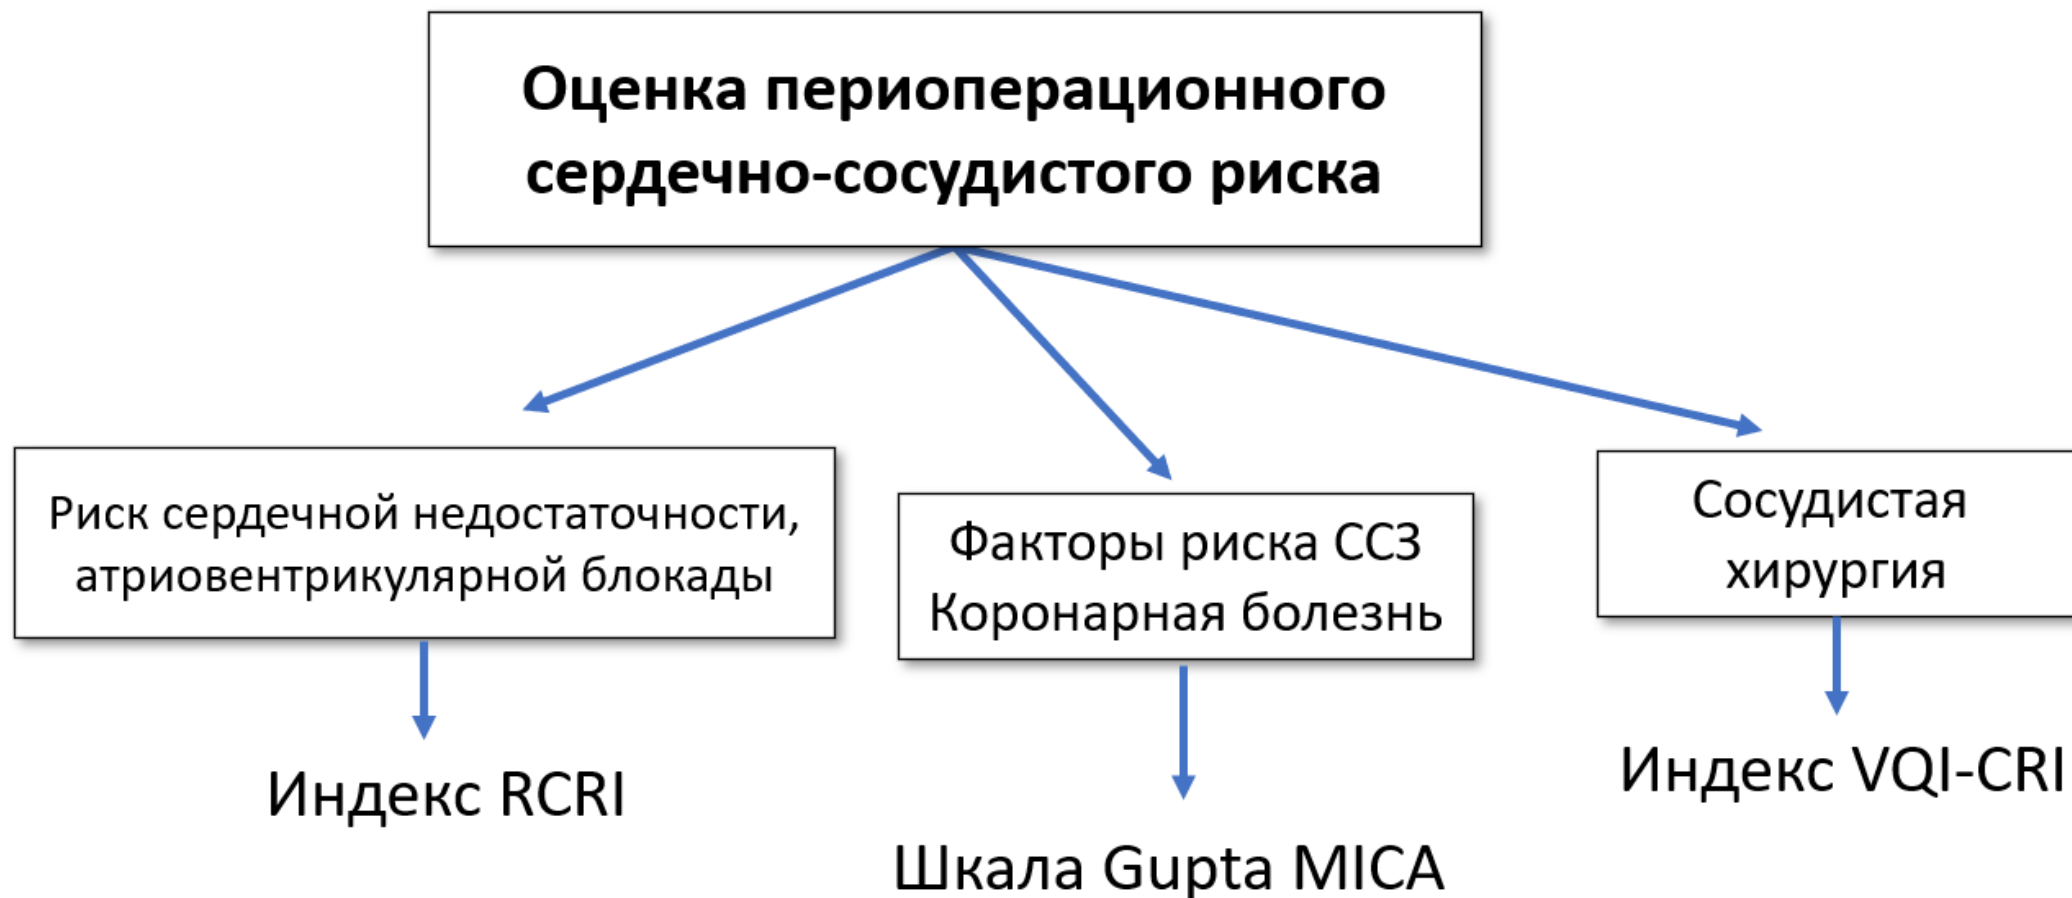 Оценка периоперационного
сердечно-сосудистого риска
Риск сердечной недостаточности,
атриовентрикулярной блокады
Индекс RCRI
Факторы риска ССЗ
Коронарная болезнь
Шкала Gupta MICA
Сосудистая
хирургия
Индекс VQI-CRI